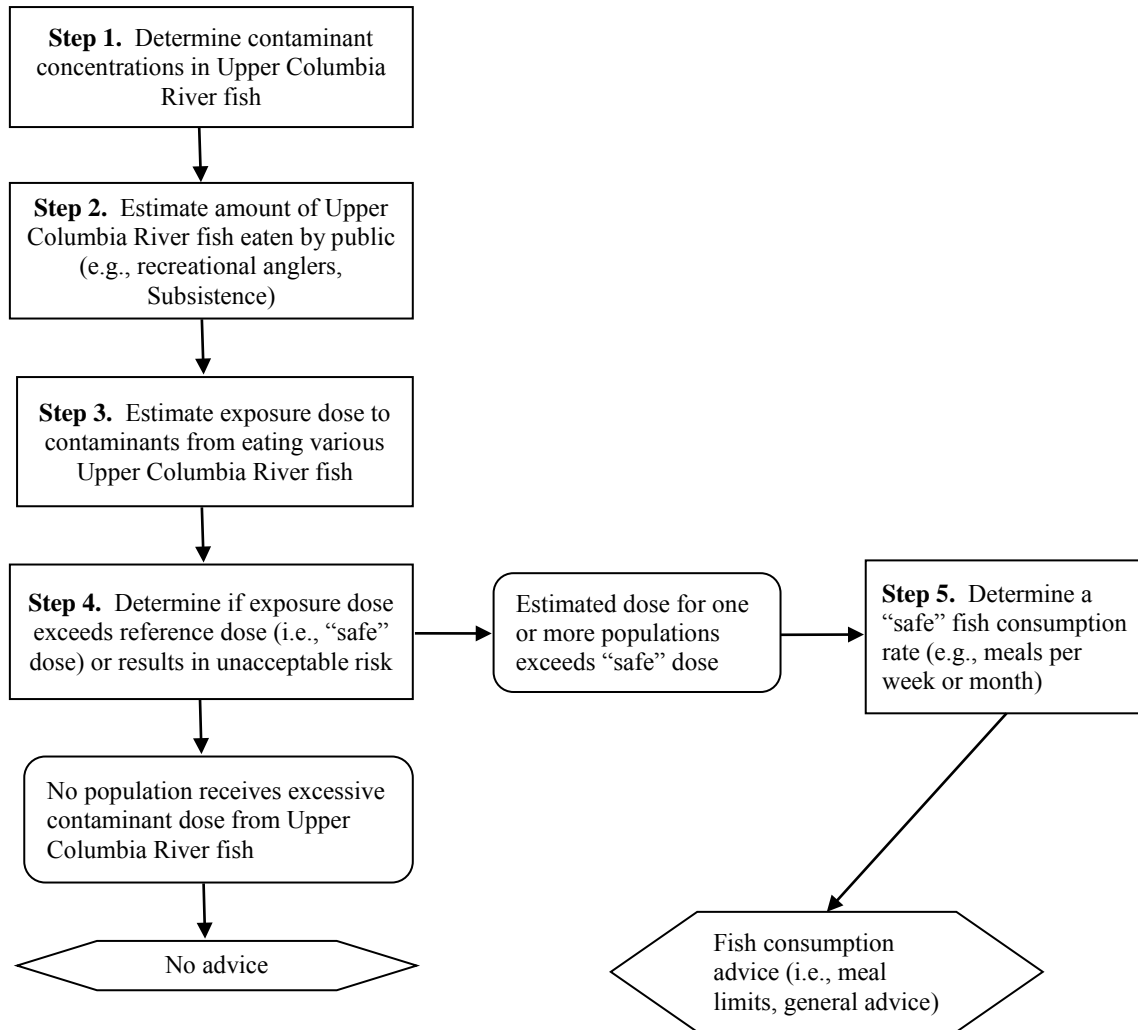 Step 1. Determine contaminant
concentrations in Upper Columbia
River fish
Step 2. Estimate amount of Upper
Columbia River fish eaten by public
(e.g., recreational anglers,
Subsistence)
Step 3. Estimate exposure dose to
contaminants from eating various
Upper Columbia River fish
Step 4. Determine if exposure dose
exceeds reference dose (i.e., “safe”
dose) or results in unacceptable risk
Estimated dose for one
or more populations
exceeds “safe” dose
Step 5. Determine a
“safe” fish consumption
rate (e.g., meals per
week or month)
No population receives excessive
contaminant dose from Upper
Columbia River fish
No advice
Fish consumption
advice (i.e., meal
limits, general advice)